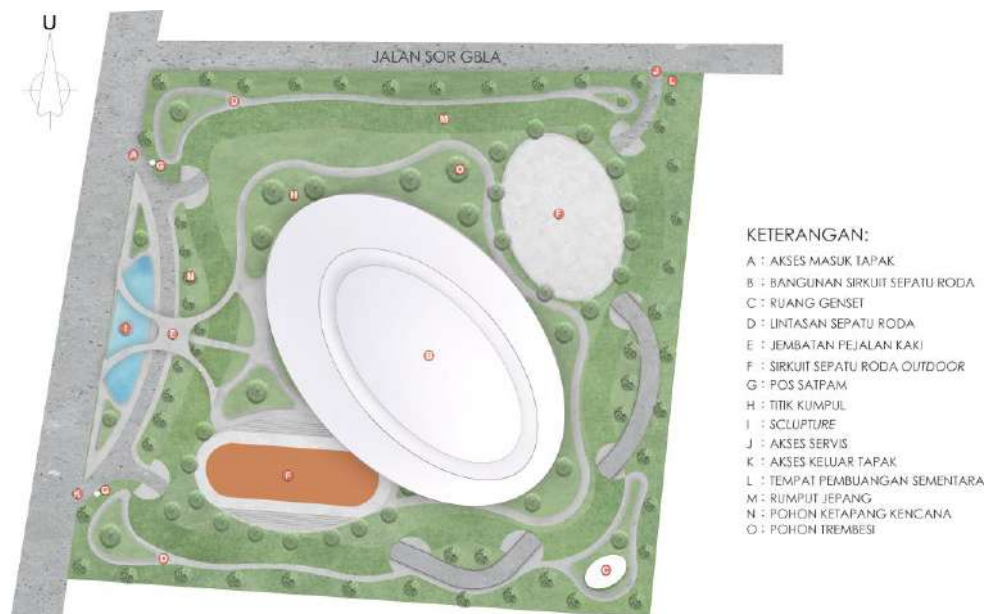 U
JALAN SOR GBLA
J
L
D
M
A
G
O
H
F
N
I
E
B
F
K
G
D
C
KETERANGAN:
A : AKSES MASUK TAPAK
B : BANGUNAN SIRKUIT SEPATU RODA
C : RUANG GENSET
D : LINTASAN SEPATU RODA
E : JEMBATAN PEJALAN KAKI
F : SIRKUIT SEPATU RODA OUTDOOR
G : POS SATPAM
H : TITIK KUMPUL
I : SCLUPTURE
J : AKSES SERVIS
K : AKSES KELUAR TAPAK
L : TEMPAT PEMBUANGAN SEMENTARA
M : RUMPUT JEPANG
N : POHON KETAPANG KENCANA
O : POHON TREMBESI